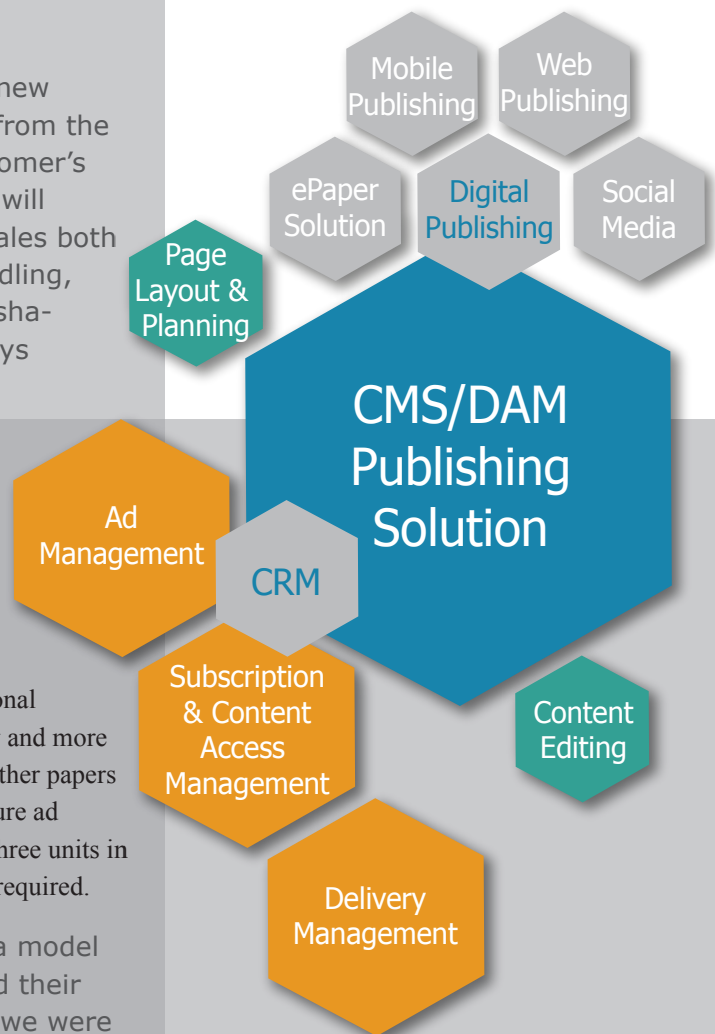 new
from the
omer’s
will
ales both
dling,
sha-
ys
onal
and more
ther papers
ure ad
hree units in
required.
a model
d their
we were
Mobile
Publishing
Web
Publishing
ePaper
Solution
Digital
Publishing
Social
Media
Page
Layout &
Planning
CMS/DAM
Publishing
Solution
Ad
Management
CRM
Subscription
& Content
Access
Management
Content
Editing
Delivery
Management